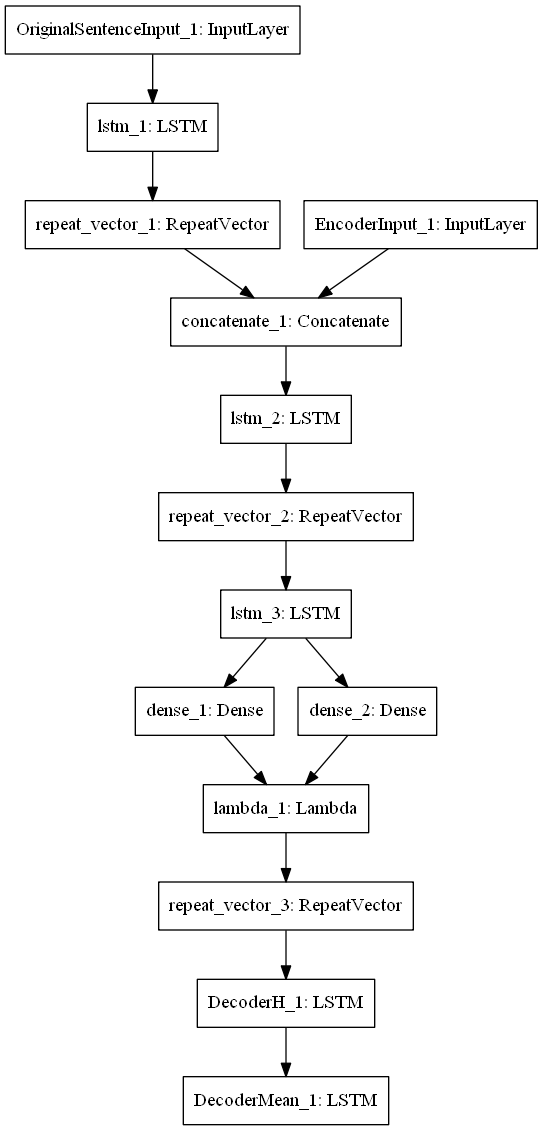 OriginalSentenceInput_1: InputLayer
lstm_1: LSTM
repeat_vector_1: RepeatVector
EncoderInput_1: InputLayer
concatenate_1: Concatenate
lstm_2: LSTM
repeat_vector_2: RepeatVector
lstm_3: LSTM
dense_1: Dense
dense_2: Dense
lambda_1: Lambda
repeat_vector_3: RepeatVector
DecoderH_1: LSTM
DecoderMean_1: LSTM